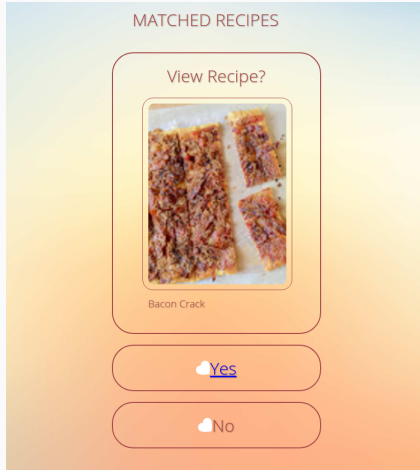 MATCHED RECIPES
View Recipe?
Bacon Crack
Yes
No